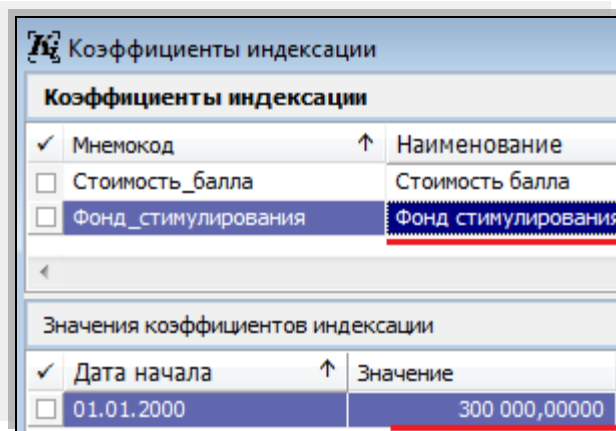 Коэффициенты индексации
Коэффициенты индексации
Мнемокод Наименование
Стоимость_балла Стоимость балла
Фонд_стимулирования Фонд стимулирования
Значения коэффициентов индексации
Дата начала Значение
01.01.2000 300 000,00000